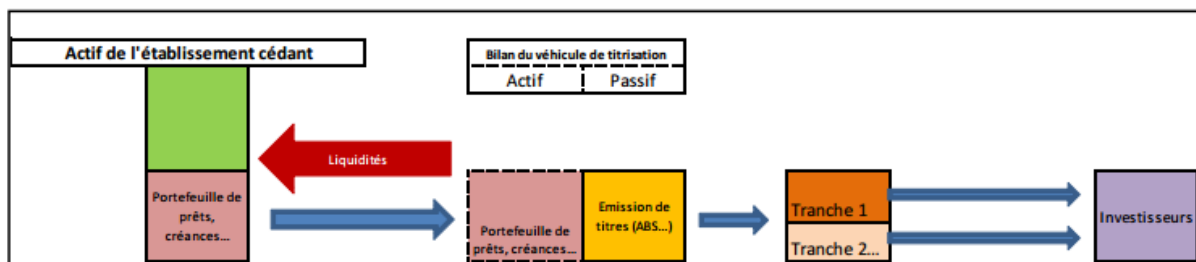 Actif de l'établissement cédant
Bilan du véhicule de titrisation
Actif
Passif
Liquidités
Portefeuille de
prêts,
créances...
Portefeuille de
prêts, créances...
Emission de
titres (ABS...)
Tranche 1
Tranche 2...
Investisseurs